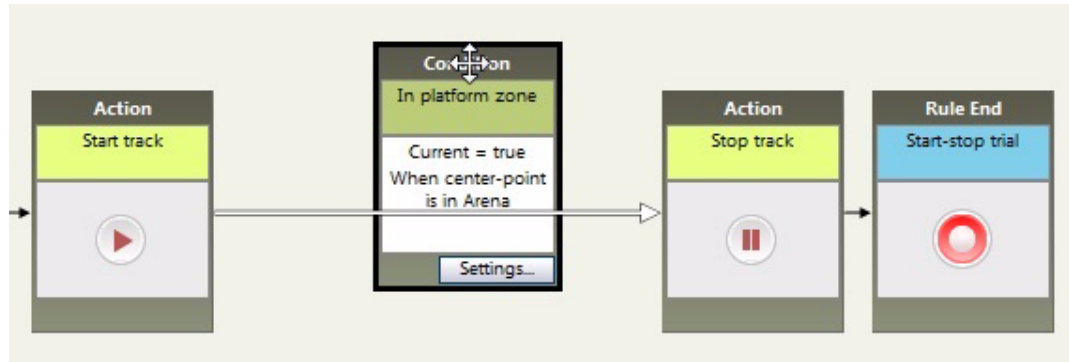 Action
Start track
Condition
In platform zone
Current = true
When center-point
is in Arena
Settings...
Action
Stop track
Rule End
Start-stop trial